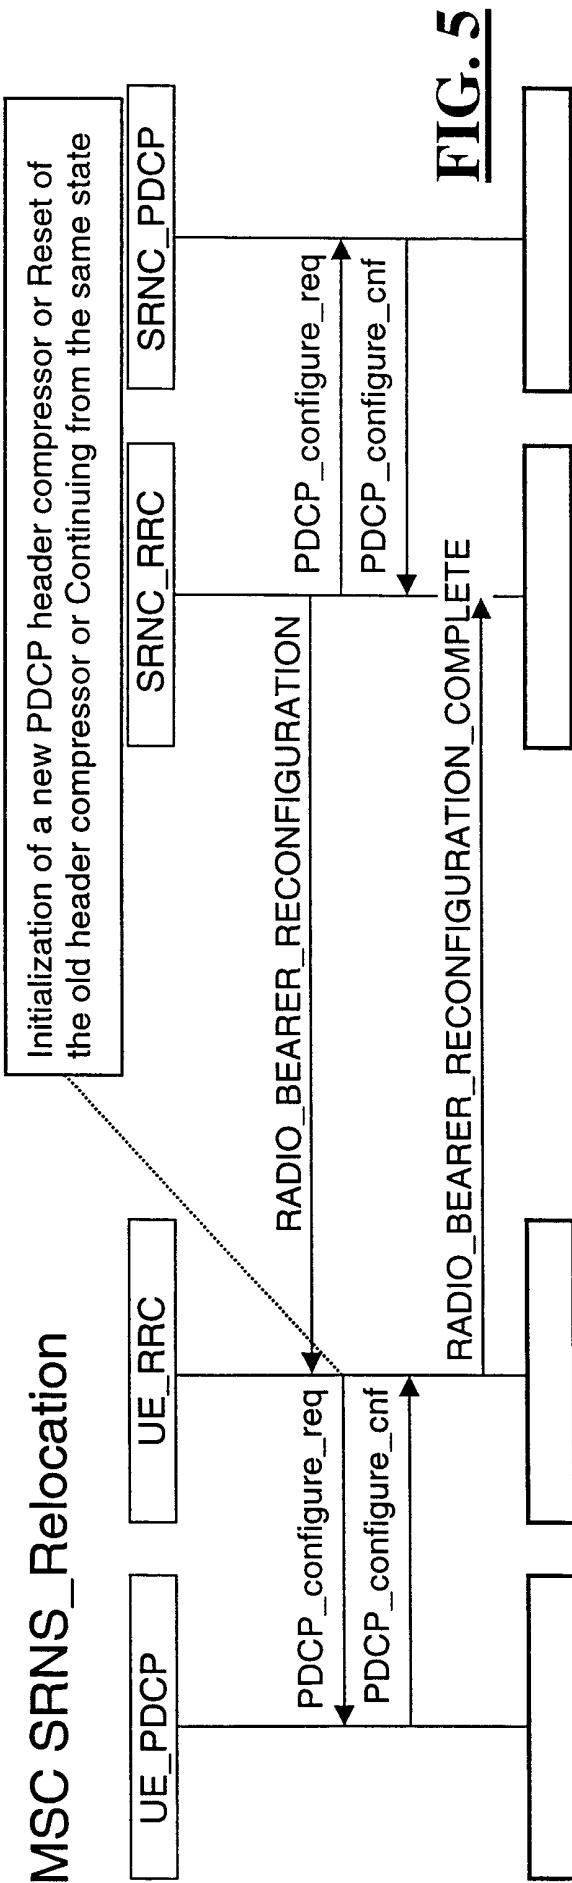 MSC SRNS_Relocation
Initialization of a new PDCP header compressor or Reset of
the old header compressor or Continuing from the same state
UE_PDCP
UE_RRC
SRNC_RRC
SRNC_PDCP
RADIO_BEARER_RECONFIGURATION
PDCP_configure_req
PDCP_configure_req
PDCP_configure_cnf
PDCP_configure_cnf
RADIO_BEARER_RECONFIGURATION_COMPLETE
FIG. 5